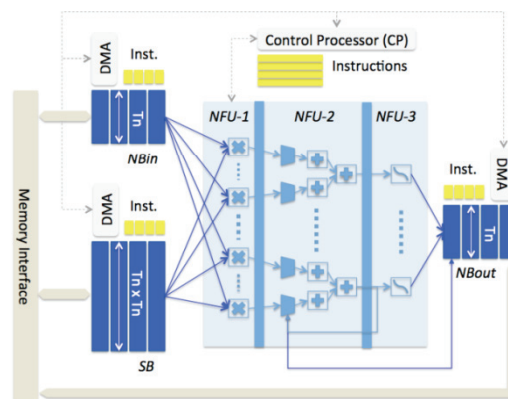 Control Processor (CP)
Instructions
DMA
Inst.
Tn
NBin
DMA
Inst.
Tn x Tn
SB
Memory Interface
NFU-1
NFU-2
NFU-3
Inst.
DMA
Tn
NBout